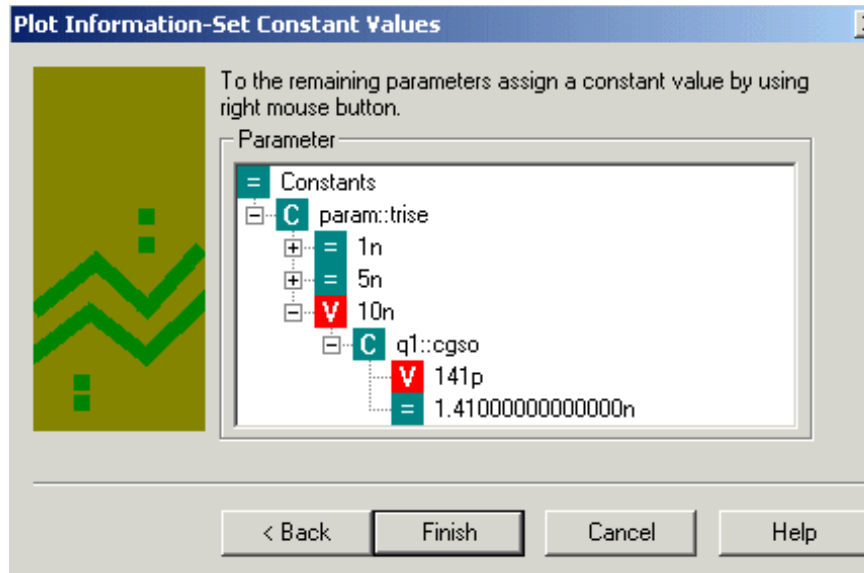 Plot Information-Set Constant Values
To the remaining parameters assign a constant value by using
right mouse button.
Parameter
= Constants
C param::trise
= 1n
= 5n
V 10n
C q1::cgso
V 141p
= 1.41000000000000n
< Back Finish Cancel Help